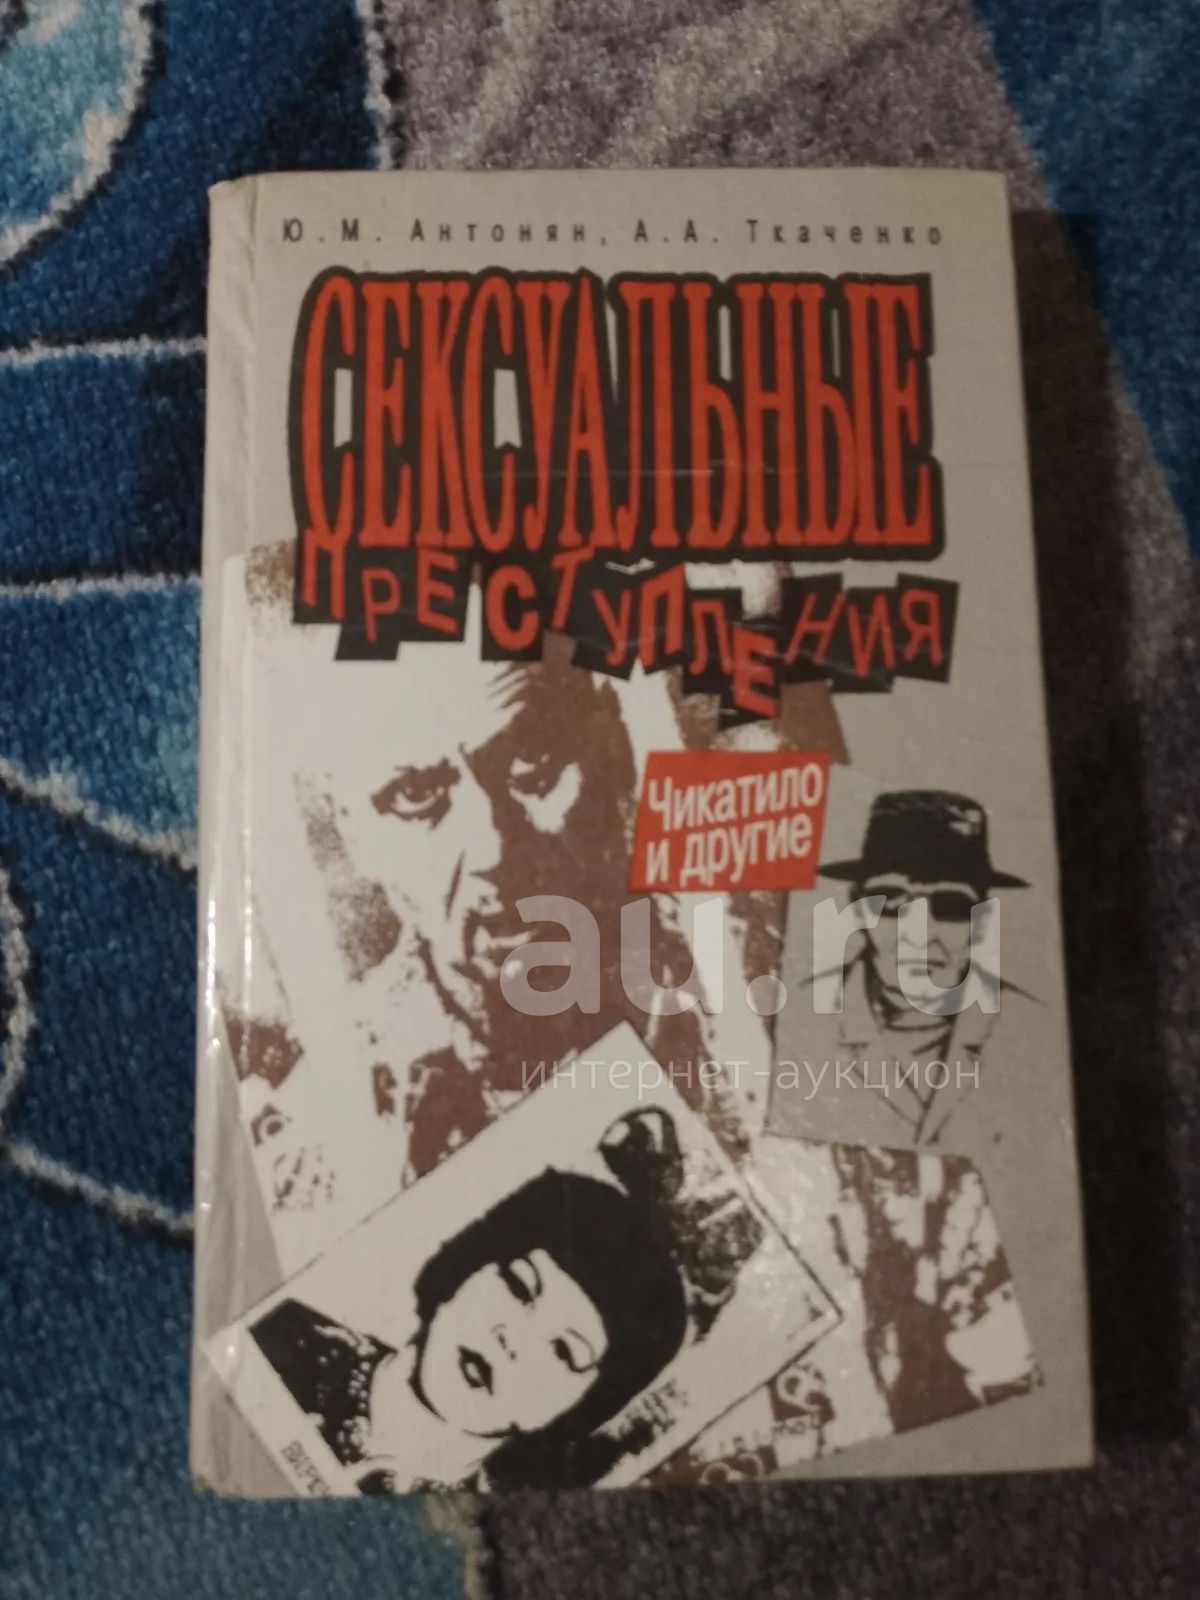 Ю.М. Антонян, А.А. Ткаченко
СЕКСУАЛЬНЫЕ
ПРЕСТУПЛЕНИЯ
Чикатило
и другие
au.ru
интернет-аукцион